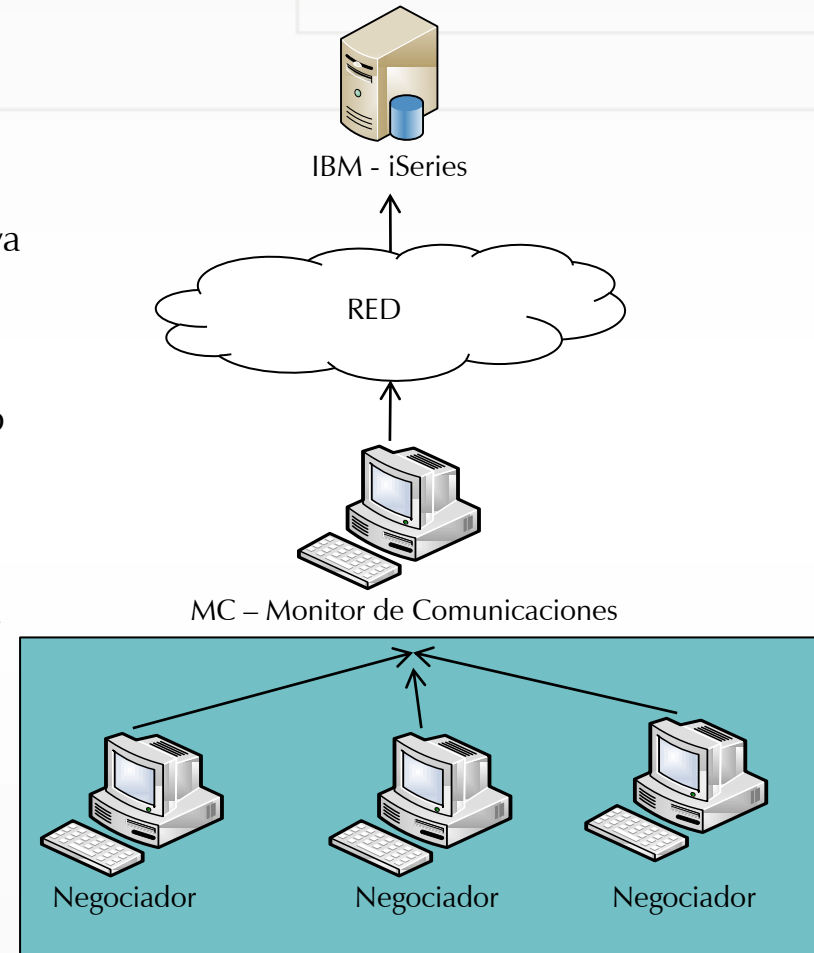 IBM - iSeries
RED
MC – Monitor de Comunicaciones
Negociador
Negociador
Negociador